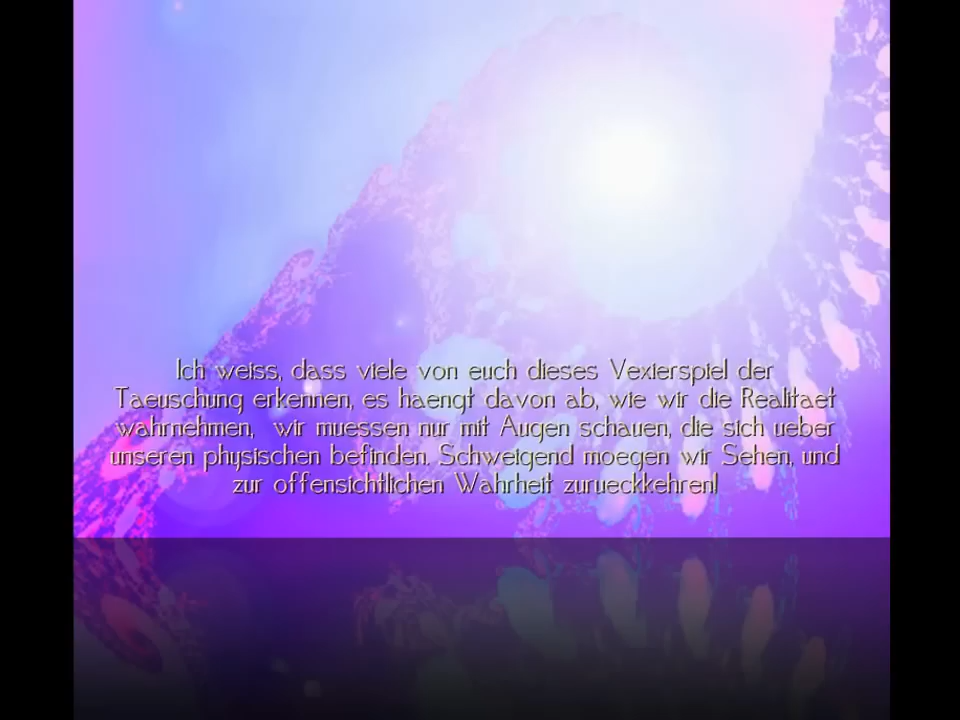 Ich weiss, dass viele von euch dieses Vexierspiel der
Taeuschung erkennen, es haengt davon ab, wie wir die Realitaet
wahrnehmen, wir muessen nur mit Augen schauen, die sich ueber
unseren physischen befinden. Schweigend moegen wir Sehen, und
zur offensichtlichen Wahrheit zurueckkehren!